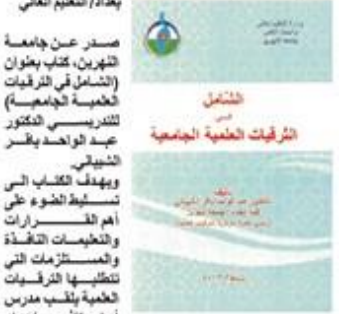 بغداد/ التعليم العالي
صدر عن جامعة
النهرين، كتاب بعنوان
(الشامل في الترقيات
العلمية الجامعية)
للتدريسي الدكتور
عبد الواحد باقر
الشيباني.
ويهدف الكتاب الى
تسليط الضوء على
أهم القرارات
والتعليمات النافذة
والمستلزمات التي
تتطلبها الترقيات
العلمية بلقب مدرس
الشامل
في
الترقيات العلمية الجامعية
تأليف